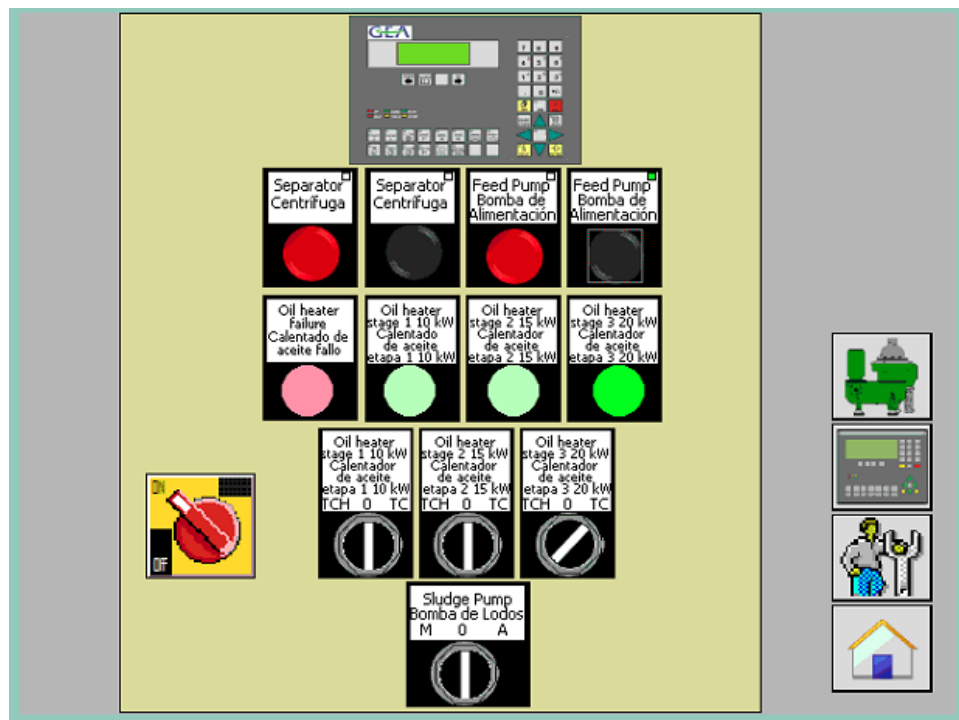 GEA
Separator
Centrífuga
Separator
Centrífuga
Feed Pump
Bomba de
Alimentación
Feed Pump
Bomba de
Alimentación
Oil heater
failure
Calentado de
aceite fallo
Oil heater
stage 1 10 kW
Calentado
de aceite
etapa 1 10 kW
Oil heater
stage 2 15 kW
Calentado
de aceite
etapa 2 15 kW
Oil heater
stage 3 20 kW
Calentado
de aceite
etapa 3 20 kW
Oil heater
stage 1 10 kW
Calentador
de aceite
etapa 1 10 kW
TCH 0 TC
Oil heater
stage 2 15 kW
Calentador
de aceite
etapa 2 15 kW
TCH 0 TC
Oil heater
stage 3 20 kW
Calentador
de aceite
etapa 3 20 kW
TCH 0 TC
ON
OFF
Sludge Pump
Bomba de Lodos
M 0 A